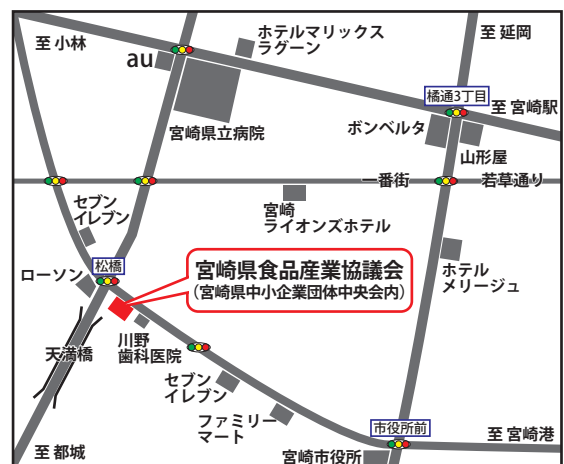 至 小林
au
ホテルマリックス
ラグーン
至 延岡
橘通3丁目
至 宮崎駅
宮崎県立病院
ボンベルタ
山形屋
一番街
若草通り
セブン
イレブン
宮崎
ライオンズホテル
松橋
ローソン
宮崎県食品産業協議会
（宮崎県中小企業団体中央会内）
ホテル
メリージュ
川野
歯科医院
天満橋
セブン
イレブン
ファミリー
マート
市役所前
至 宮崎港
至 都城
宮崎市役所